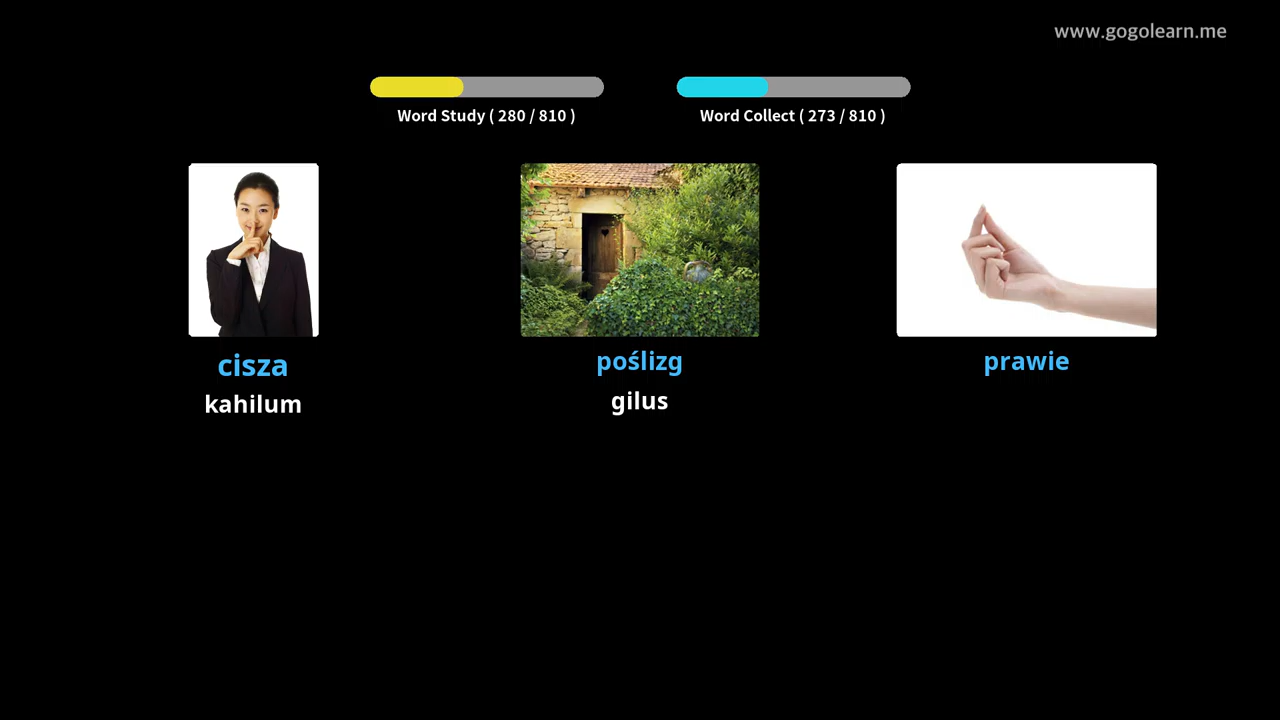 www.gogolearn.me
Word Study ( 280 / 810 )
Word Collect ( 273 / 810 )
cisza
kahilum
poślizg
gilus
prawie